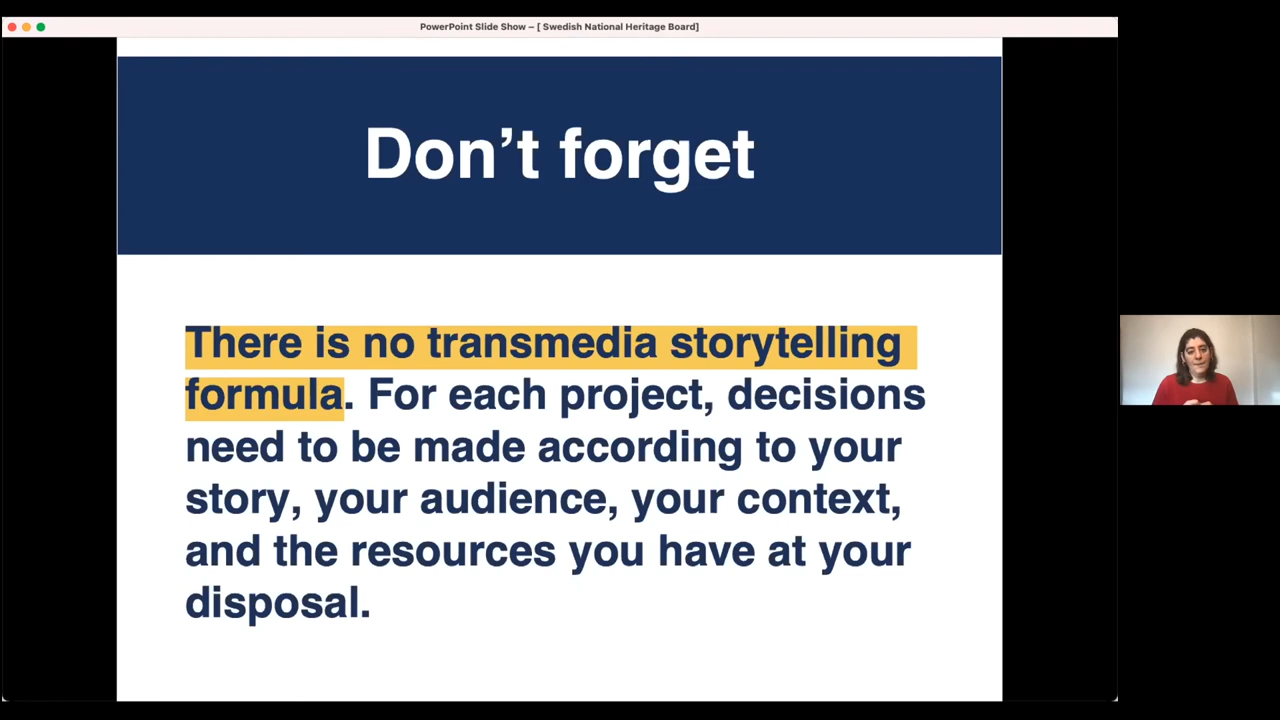 PowerPoint Slide Show – [ Swedish National Heritage Board]
Don’t forget
There is no transmedia storytelling
formula. For each project, decisions
need to be made according to your
story, your audience, your context,
and the resources you have at your
disposal.